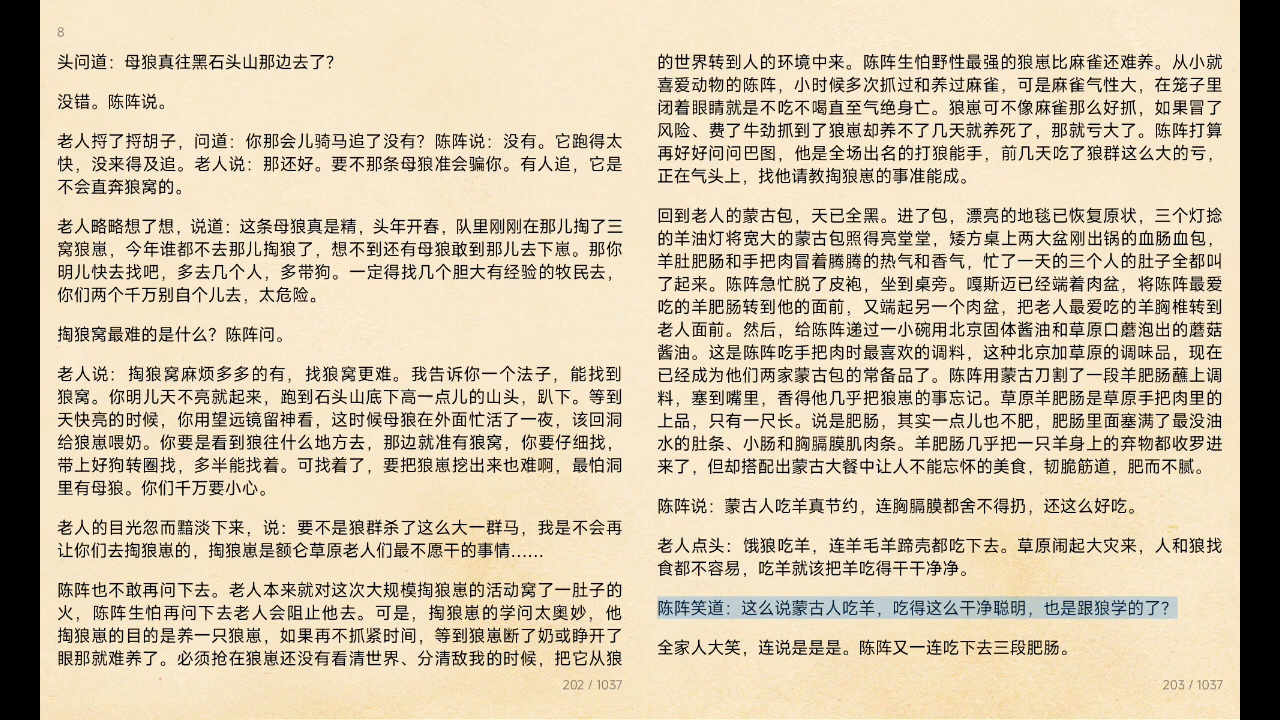 8
头问道：母狼真往黑石头山那边去了？
没错。陈阵说。
老人捋了捋胡子，问道：你那会儿骑马追了没有？陈阵说：没有。它跑得太
快，没来得及追。老人说：那还好。要不那条母狼准会骗你。有人追，它是
不会直奔狼窝的。
老人略略想了想，说道：这条母狼真是精，头年开春，队里刚刚在那儿掏了三
窝狼崽，今年谁都不去那儿掏狼了，想不到还有母狼敢到那儿去下崽。那你
明儿快去找吧，多去几个人，多带狗。一定得找几个胆大有经验的牧民去，
你们两个千万别自个儿去，太危险。
掏狼窝最难的是什么？陈阵问。
老人说：掏狼窝麻烦多多的有，找狼窝更难。我告诉你一个法子，能找到
狼窝。你明儿天不亮就起来，跑到石头山底下高一点儿的山头，趴下。等到
天快亮的时候，你用望远镜留神看，这时候母狼在外面忙活了一夜，该回洞
给狼崽喂奶。你要是看到狼往什么地方去，那边就准有狼窝，你要仔细找，
带上好狗转圈找，多半能找着。可找着了，要把狼崽挖出来也难啊，最怕洞
里有母狼。你们千万要小心。
老人的目光忽而黯淡下来，说：要不是狼群杀了这么大一群马，我是不会再
让你们去掏狼崽的，掏狼崽是额仑草原老人们最不愿干的事情……
陈阵也不敢再问下去。老人本来就对这次大规模掏狼崽的活动窝了一肚子的
火，陈阵生怕再问下去老人会阻止他去。可是，掏狼崽的学问太奥妙，他
掏狼崽的目的是养一只狼崽，如果再不抓紧时间，等到狼崽断了奶或睁开了
眼那就难养了。必须抢在狼崽还没有看清世界、分清敌我的时候，把它从狼
202 / 1037
的世界转到人的环境中来。陈阵生怕野性最强的狼崽比麻雀还难养。从小就
喜爱动物的陈阵，小时候多次抓过和养过麻雀，可是麻雀气性大，在笼子里
闭着眼睛就是不吃不喝直至气绝身亡。狼崽可不像麻雀那么好抓，如果冒了
风险、费了牛劲抓到了狼崽却养不了几天就养死了，那就亏大了。陈阵打算
再好好问问巴图，他是全场出名的打狼能手，前几天吃了狼群这么大的亏，
正在气头上，找他请教掏狼崽的事准能成。
回到老人的蒙古包，天已全黑。进了包，漂亮的地毯已恢复原状，三个灯捻
的羊油灯将宽大的蒙古包照得亮堂堂，矮方桌上两大盆刚出锅的血肠血包，
羊肚肥肠和手把肉冒着腾腾的热气和香气，忙了一天的三个人的肚子全都叫
了起来。陈阵急忙脱了皮袍，坐到桌旁。嘎斯迈已经端着肉盆，将陈阵最爱
吃的羊肥肠转到他的面前，又端起另一个肉盆，把老人最爱吃的羊胸椎转到
老人面前。然后，给陈阵递过一小碗用北京固体酱油和草原口蘑泡出的蘑菇
酱油。这是陈阵吃手把肉时最喜欢的调料，这种北京加草原的调味品，现在
已经成为他们两家蒙古包的常备品了。陈阵用蒙古刀割了一段羊肥肠蘸上调
料，塞到嘴里，香得他几乎把狼崽的事忘记。草原羊肥肠是草原手把肉里的
上品，只有一尺长。说是肥肠，其实一点儿也不肥，肥肠里面塞满了最没油
水的肚条、小肠和胸膈膜肌肉条。羊肥肠几乎把一只羊身上的弃物都收罗进
来了，但却搭配出蒙古大餐中让人不能忘怀的美食，韧脆筋道，肥而不腻。
陈阵说：蒙古人吃羊真节约，连胸膈膜都舍不得扔，还这么好吃。
老人点头：饿狼吃羊，连羊毛羊蹄壳都吃下去。草原闹起大灾来，人和狼找
食都不容易，吃羊就该把羊吃得干干净净。
陈阵笑道：这么说蒙古人吃羊，吃得这么干净聪明，也是跟狼学的了？
全家人大笑，连说是是是。陈阵又一连吃下去三段肥肠。
203 / 1037